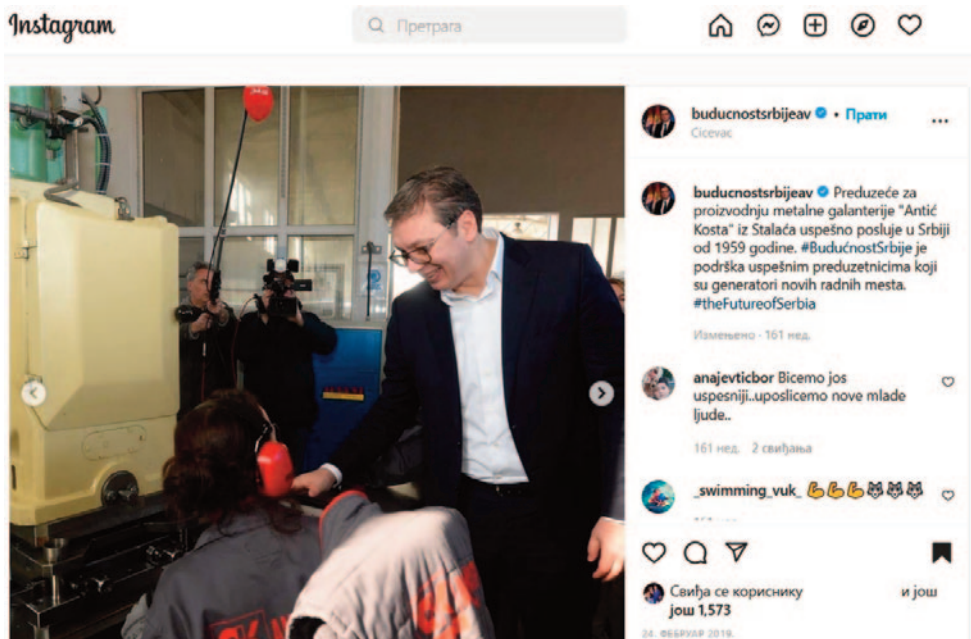 Instagram
Претрага
buducnostsrbijeav • Прати
Cicevac
buducnostsrbijeav Preduzeće za
proizvodnju metalne galanterije "Antić
Kosta" iz Stalaća uspešno posluje u Srbiji
od 1959 godine. #BudućnostSrbije je
podrška uspešnim preduzetnicima koji
su generatori novih radnih mesta.
#theFutureofSerbia
Измењено · 161 нед.
anajevticbor Bicemo jos
uspesniji..uposlicemo nove mlade
ljude..
161 нед. 2 свиђања
_swimming_vuk_ 💪💪💪🐺🐺🐺
Свиђа се кориснику и још
још 1,573
24. ФЕБРУАР 2019.